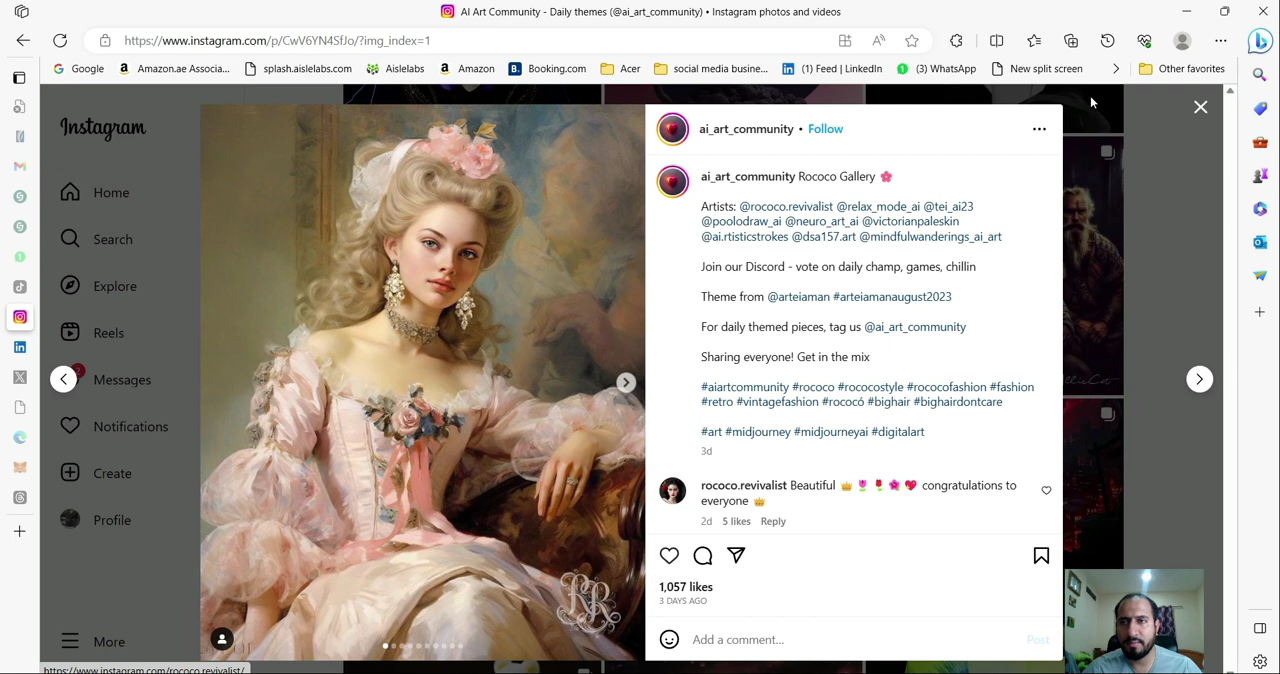 AI Art Community - Daily themes (@ai_art_community) • Instagram photos and videos
https://www.instagram.com/p/CwV6YN4SfJo/?img_index=1
Google
Amazon.ae Associa...
splash.aislelabs.com
Aislelabs
Amazon
Booking.com
Acer
social media busine...
(1) Feed | LinkedIn
(3) WhatsApp
New split screen
Other favorites
Instagram
Home
Search
Explore
Reels
Messages
Notifications
Create
Profile
More
ai_art_community • Follow
ai_art_community Rococo Gallery 🌸
Artists: @rococo.revivalist @relax_mode_ai @tei_ai23
@poolodraw_ai @neuro_art_ai @victorianpaleskin
@ai.rtisticstrokes @dsa157.art @mindfulwanderings_ai_art
Join our Discord - vote on daily champ, games, chillin
Theme from @arteiaman #arteiamanaugust2023
For daily themed pieces, tag us @ai_art_community
Sharing everyone! Get in the mix
#aiartcommunity #rococo #rococostyle #rococofashion #fashion
#retro #vintagefashion #rococó #bighair #bighairdontcare
#art #midjourney #midjourneyai #digitalart
3d
rococo.revivalist Beautiful 👑 🌷 🌹 🌺 💖 congratulations to
everyone 👑
2d 5 likes Reply
1,057 likes
3 DAYS AGO
Add a comment...
Post
https://www.instagram.com/rococo.revivalist/